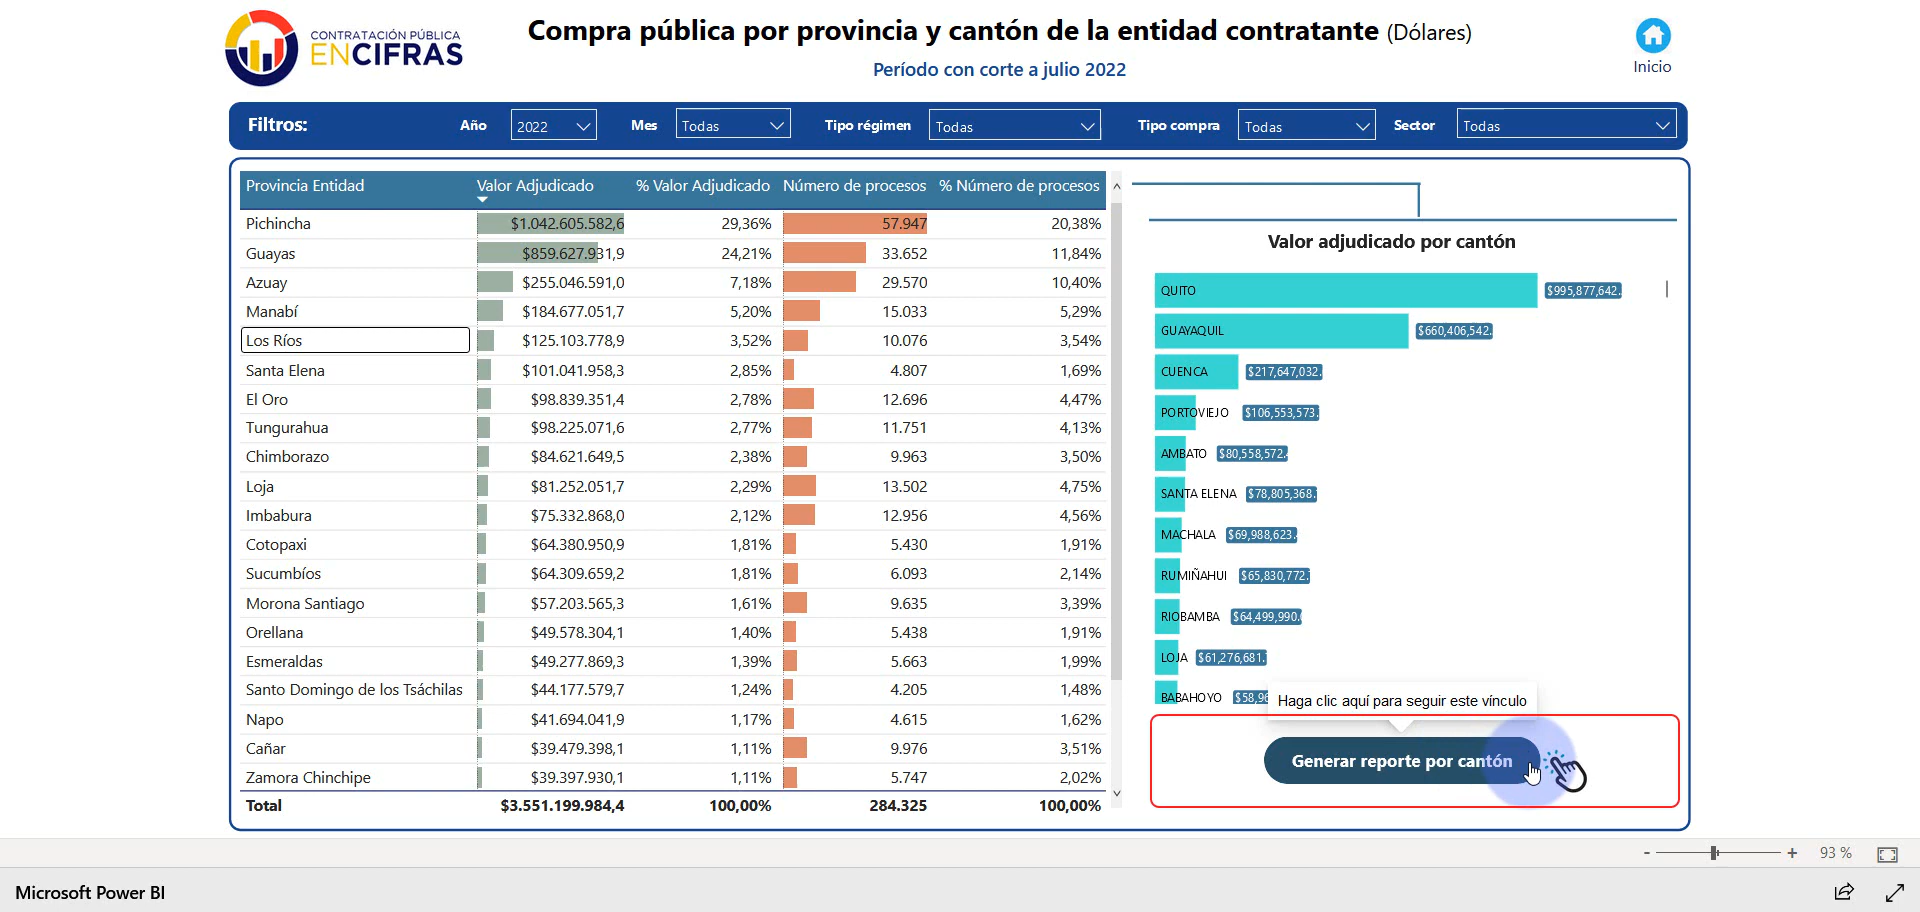 CONTRATACIÓN PÚBLICA
ENCIFRAS
Compra pública por provincia y cantón de la entidad contratante (Dólares)
Período con corte a julio 2022
Inicio
Filtros:
Año 2022 Mes Todas Tipo régimen Todas Tipo compra Todas Sector Todas
Provincia Entidad Valor Adjudicado % Valor Adjudicado Número de procesos % Número de procesos
Pichincha $1.042.605.582,6 29,36% 57.947 20,38%
Guayas $859.627.931,9 24,21% 33.652 11,84%
Azuay $255.046.591,0 7,18% 29.570 10,40%
Manabí $184.677.051,7 5,20% 15.033 5,29%
Los Ríos $125.103.778,9 3,52% 10.076 3,54%
Santa Elena $101.041.958,3 2,85% 4.807 1,69%
El Oro $98.839.351,4 2,78% 12.696 4,47%
Tungurahua $98.225.071,6 2,77% 11.751 4,13%
Chimborazo $84.621.649,5 2,38% 9.963 3,50%
Loja $81.252.051,7 2,29% 13.502 4,75%
Imbabura $75.332.868,0 2,12% 12.956 4,56%
Cotopaxi $64.380.950,9 1,81% 5.430 1,91%
Sucumbíos $64.309.659,2 1,81% 6.093 2,14%
Morona Santiago $57.203.565,3 1,61% 9.635 3,39%
Orellana $49.578.304,1 1,40% 5.438 1,91%
Esmeraldas $49.277.869,3 1,39% 5.663 1,99%
Santo Domingo de los Tsáchilas $44.177.579,7 1,24% 4.205 1,48%
Napo $41.694.041,9 1,17% 4.615 1,62%
Cañar $39.479.398,1 1,11% 9.976 3,51%
Zamora Chinchipe $39.397.930,1 1,11% 5.747 2,02%
Total $3.551.199.984,4 100,00% 284.325 100,00%
Valor adjudicado por cantón
QUITO $995,877,642.
GUAYAQUIL $660,406,542.
CUENCA $217,647,032.
PORTOVIEJO $106,553,573.
AMBATO $80,558,572.
SANTA ELENA $78,805,368.
MACHALA $69,988,623.
RUMIÑAHUI $65,830,772.
RIOBAMBA $64,499,990.
LOJA $61,276,681.
BABAHOYO $58,96
Haga clic aquí para seguir este vínculo
Generar reporte por cantón
- + 93 %
Microsoft Power BI